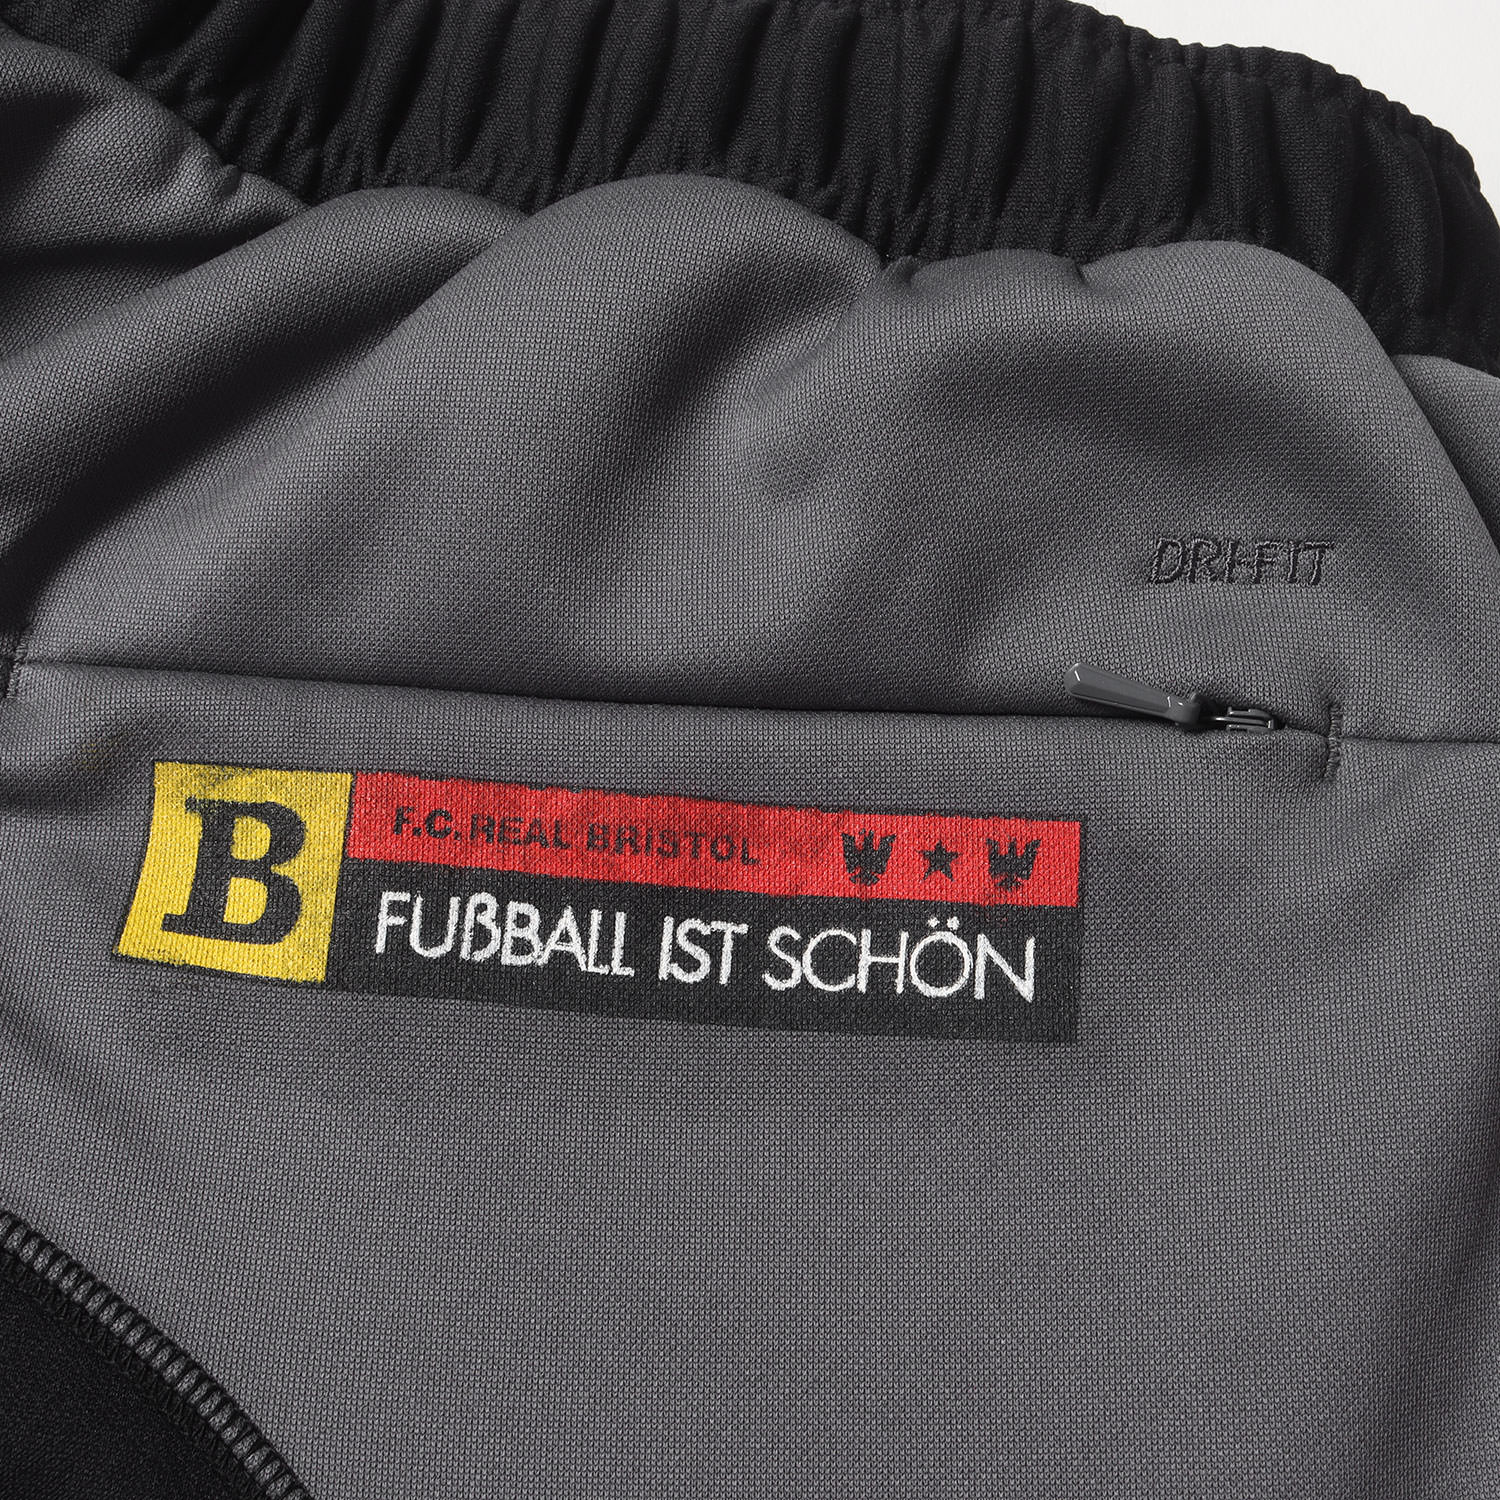 DRI-FIT
B
F.C. REAL BRISTOL
FUßBALL IST SCHÖN